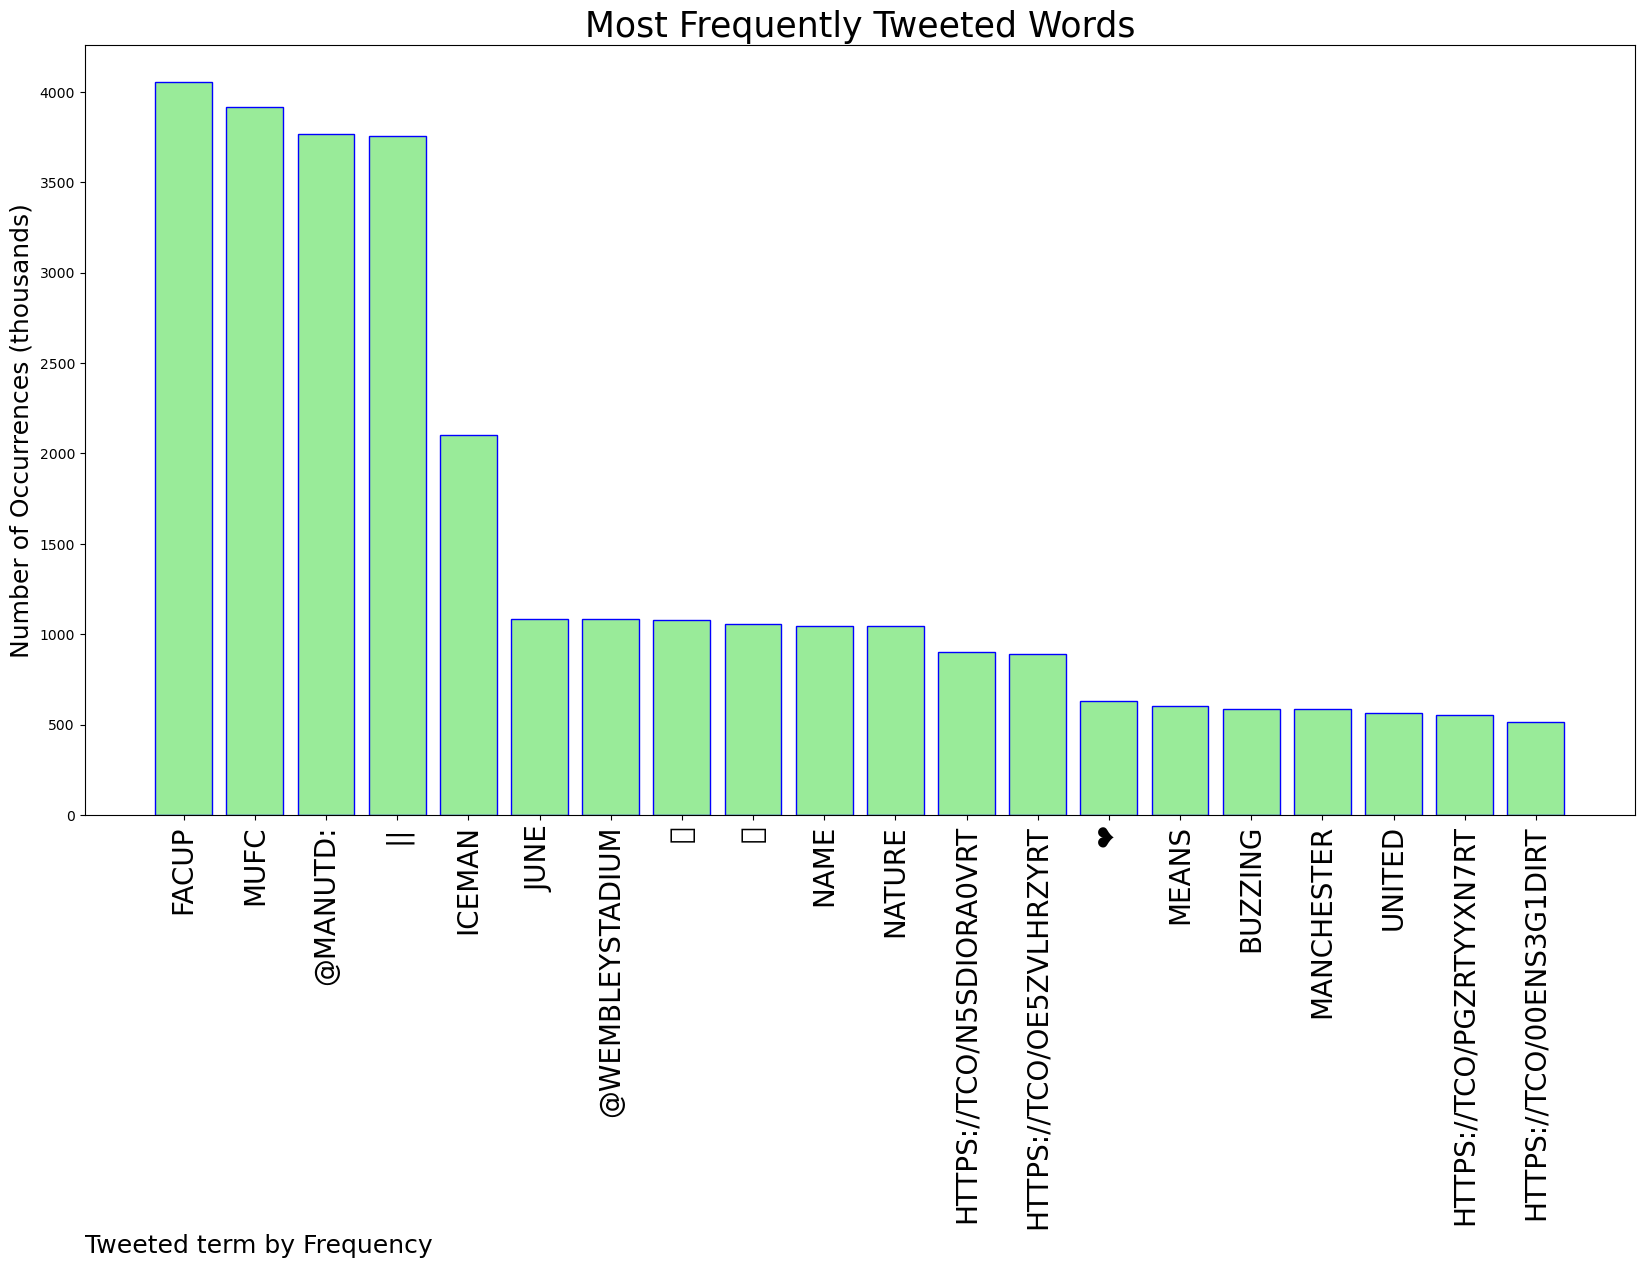 Most Frequently Tweeted Words
Number of Occurrences (thousands)
4000
3500
3000
2500
2000
1500
1000
500
0
FACUP
MUFC
@MANUTD:
||
ICEMAN
JUNE
@WEMBLEYSTADIUM
▯
▯
NAME
NATURE
HTTPS://TCO/N5SDIORA0VRT
HTTPS://TCO/OE5ZVLHRZYRT
❤
MEANS
BUZZING
MANCHESTER
UNITED
HTTPS://TCO/PGZRTYYXN7RT
HTTPS://TCO/00ENS3G1DIRT
Tweeted term by Frequency